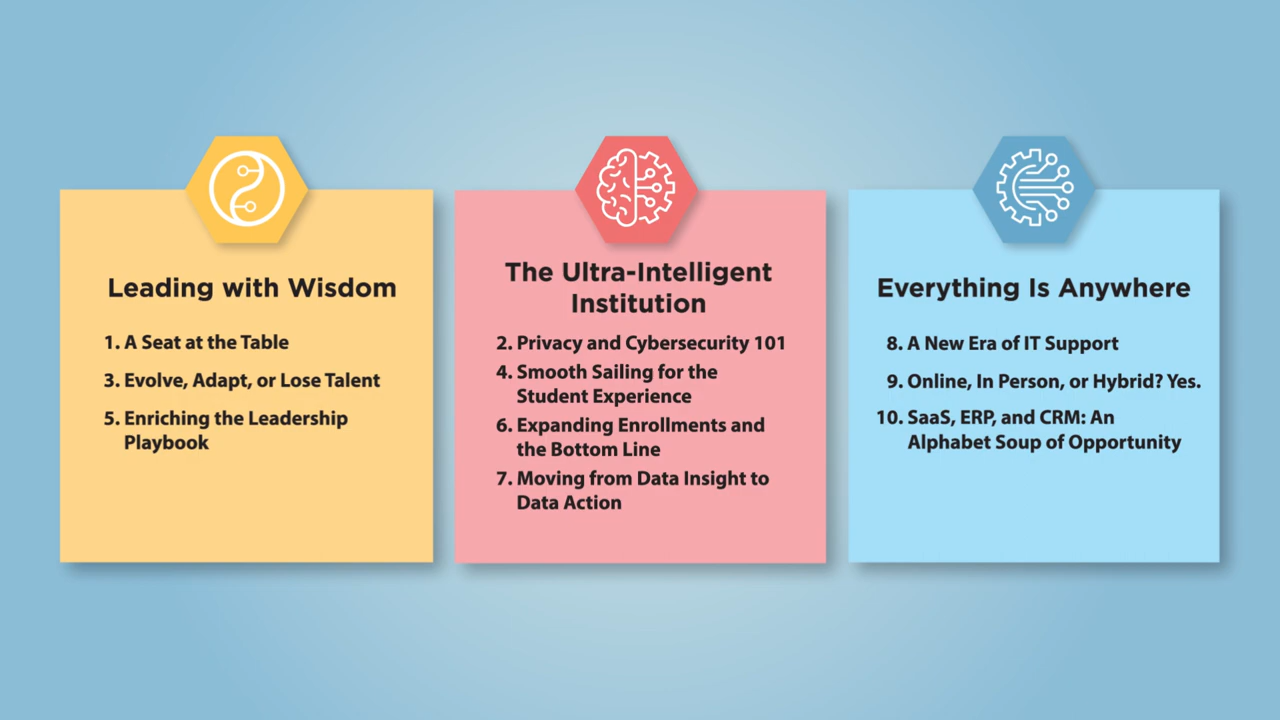 Leading with Wisdom
1. A Seat at the Table
3. Evolve, Adapt, or Lose Talent
5. Enriching the Leadership
Playbook
The Ultra-Intelligent
Institution
2. Privacy and Cybersecurity 101
4. Smooth Sailing for the
Student Experience
6. Expanding Enrollments and
the Bottom Line
7. Moving from Data Insight to
Data Action
Everything Is Anywhere
8. A New Era of IT Support
9. Online, In Person, or Hybrid? Yes.
10. SaaS, ERP, and CRM: An
Alphabet Soup of Opportunity